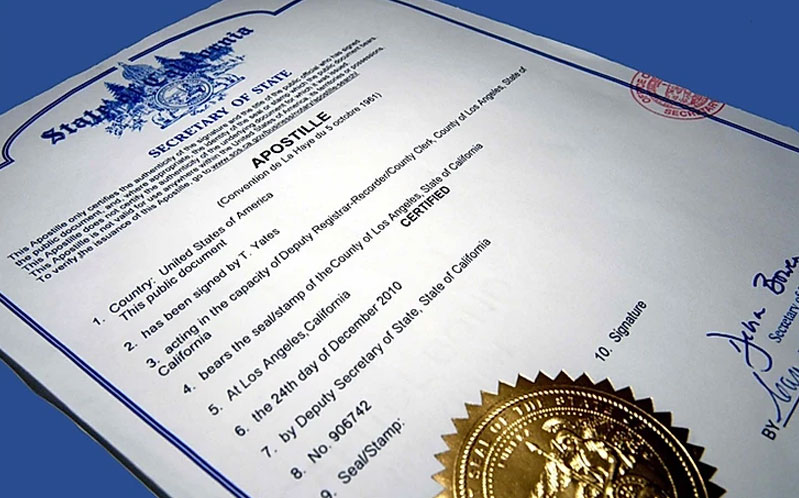 State of California
SECRETARY OF STATE
This Apostille only certifies the authenticity of the signature and the title of the public official who has signed
the public document, and, where appropriate, the identity of the seal or stamp which the public document bears.
This Apostille does not certify the authenticity of the underlying document for which it was issued.
This Apostille is not valid for use anywhere within the United States of America, its territories or possessions.
To verify the issuance of this Apostille, go to www.sos.ca.gov/business/notary/apostille-search/
APOSTILLE
(Convention de La Haye du 5 octobre 1961)
1. Country: United States of America
This public document
2. has been signed by T. Yates
3. acting in the capacity of Deputy Registrar-Recorder/County Clerk, County of Los Angeles, State of
California
4. bears the seal/stamp of the County of Los Angeles, State of California
CERTIFIED
5. At Los Angeles, California
6. the 24th day of December 2010
7. by Deputy Secretary of State, State of California
8. No. 906742
9. Seal/Stamp:
10. Signature
Debra Bowen
Secretary of
BY
SEAL OF THE
SECRETARY